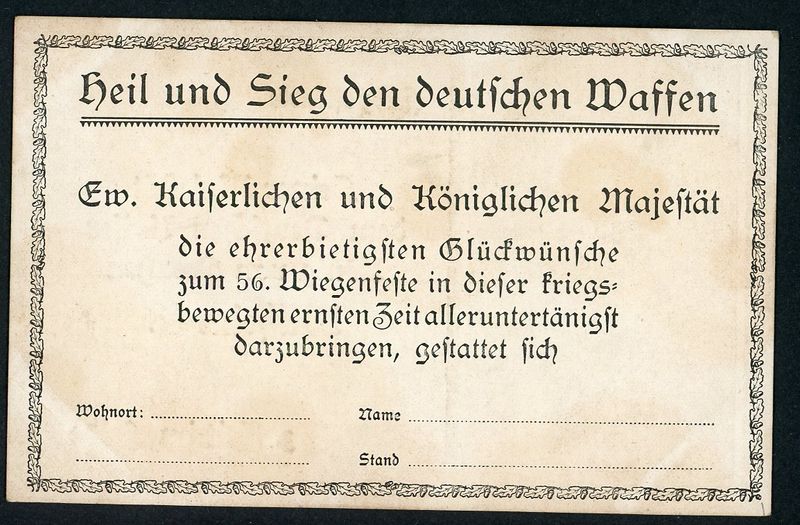 Heil und Sieg den deutschen Waffen
Ew. Kaiserlichen und Königlichen Majestät
die ehrerbietigsten Glückwünsche
zum 56. Wiegenfeste in dieser kriegs-
bewegten ernsten Zeit alleruntertänigst
darzubringen, gestattet sich
Wohnort: Name
Stand